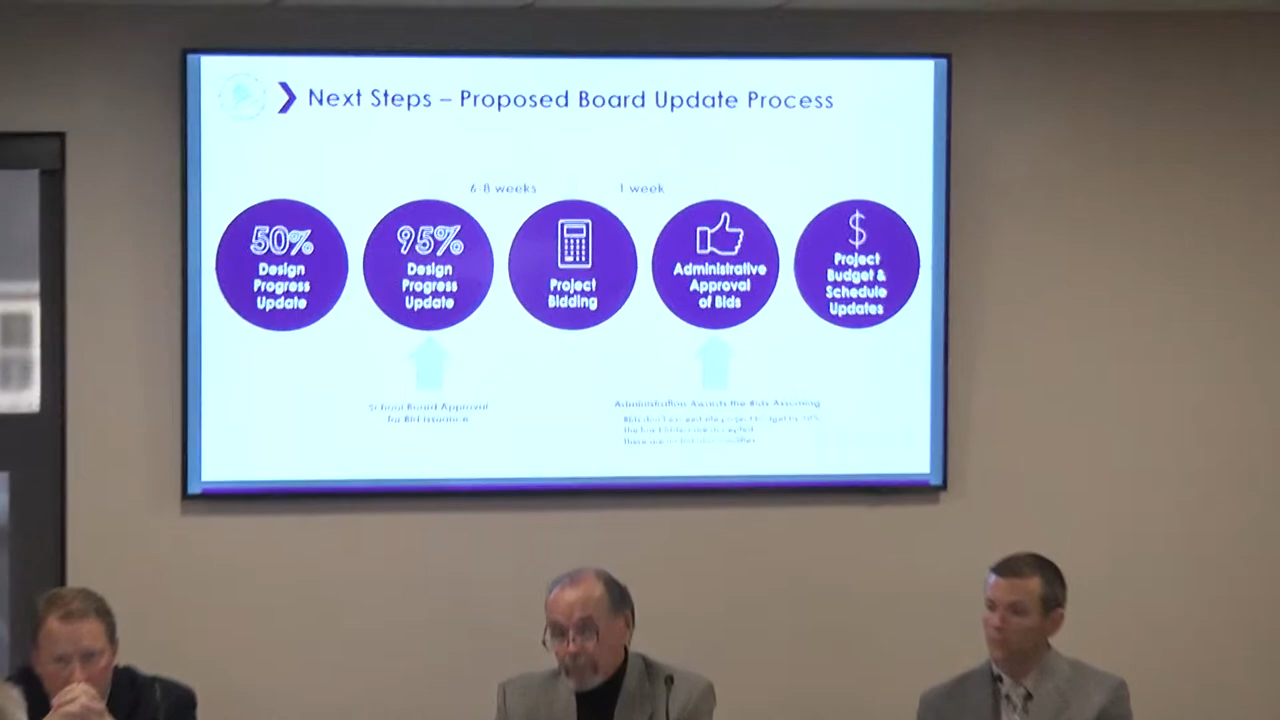 Next Steps – Proposed Board Update Process
6-8 weeks
1 week
50%
Design
Progress
Update
95%
Design
Progress
Update
Project
Bidding
Administrative
Approval
of Bids
$
Project
Budget &
Schedule
Updates
School Board Approval
for Bid Issuance
Administration Awards the Bids Assuming